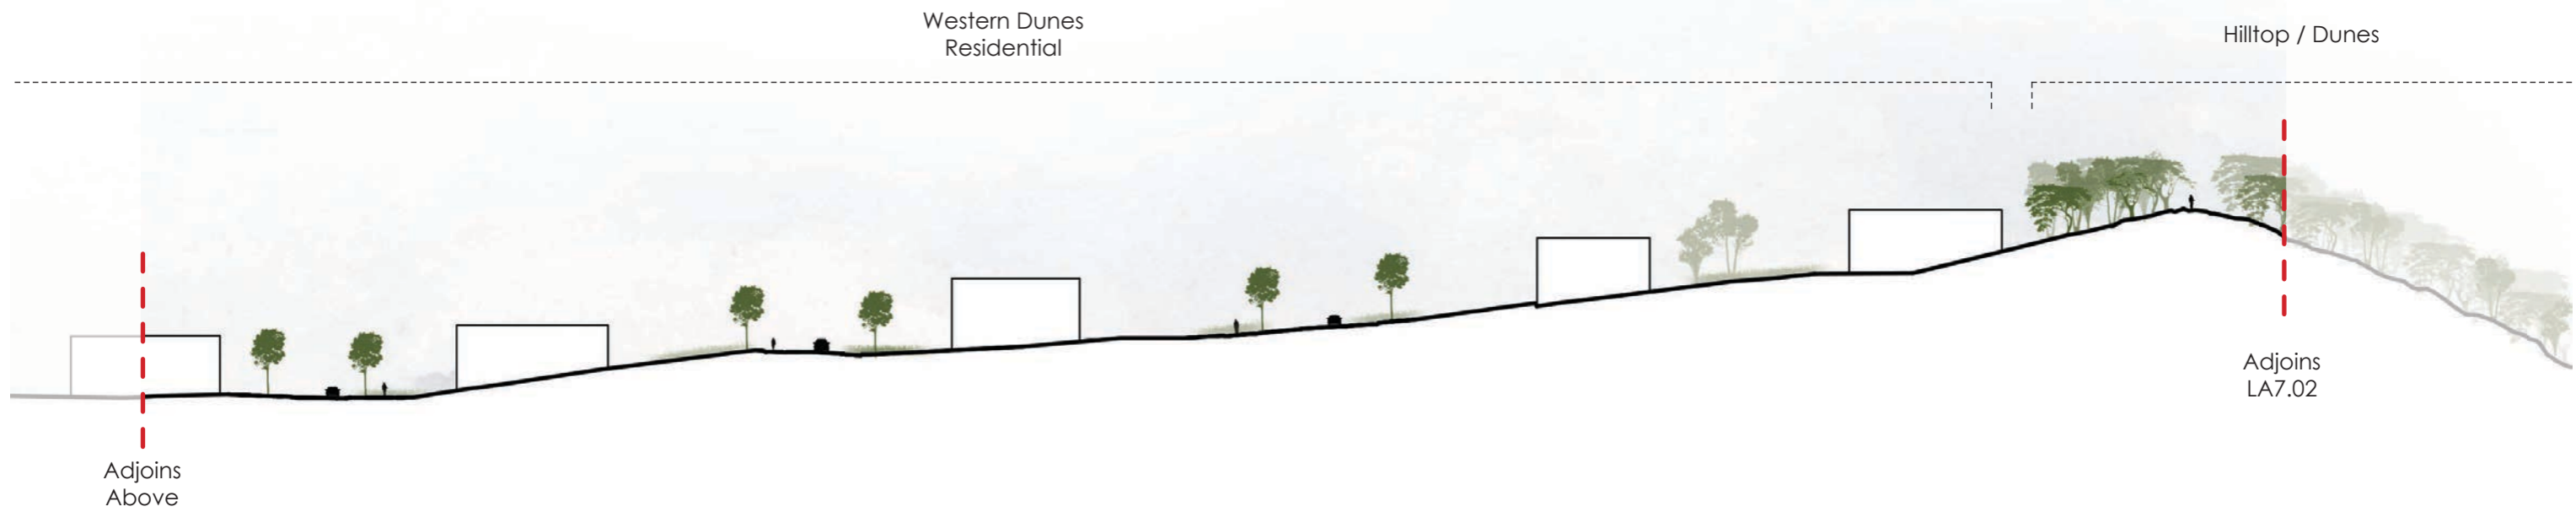 Western Dunes
Residential
Hilltop / Dunes
Adjoins
LA7.02
Adjoins
Above